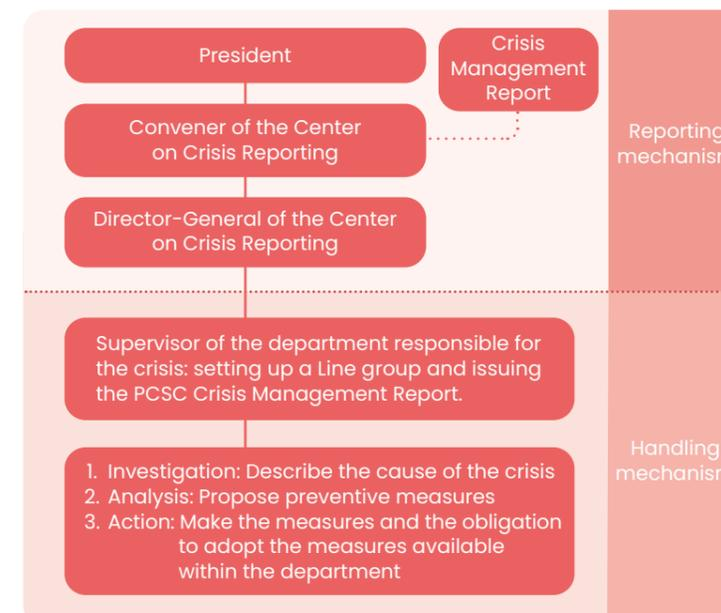 President
Crisis
Management
Report
Convener of the Center
on Crisis Reporting
Reporting
Director-General of the Center
on Crisis Reporting
Supervisor of the department responsible for
the crisis: setting up a Line group and issuing
the PCSC Crisis Management Report.
Handling
1. Investigation: Describe the cause of the crisis
2. Analysis: Propose preventive measures
3. Action: Make the measures and the obligation
to adopt the measures available
within the department